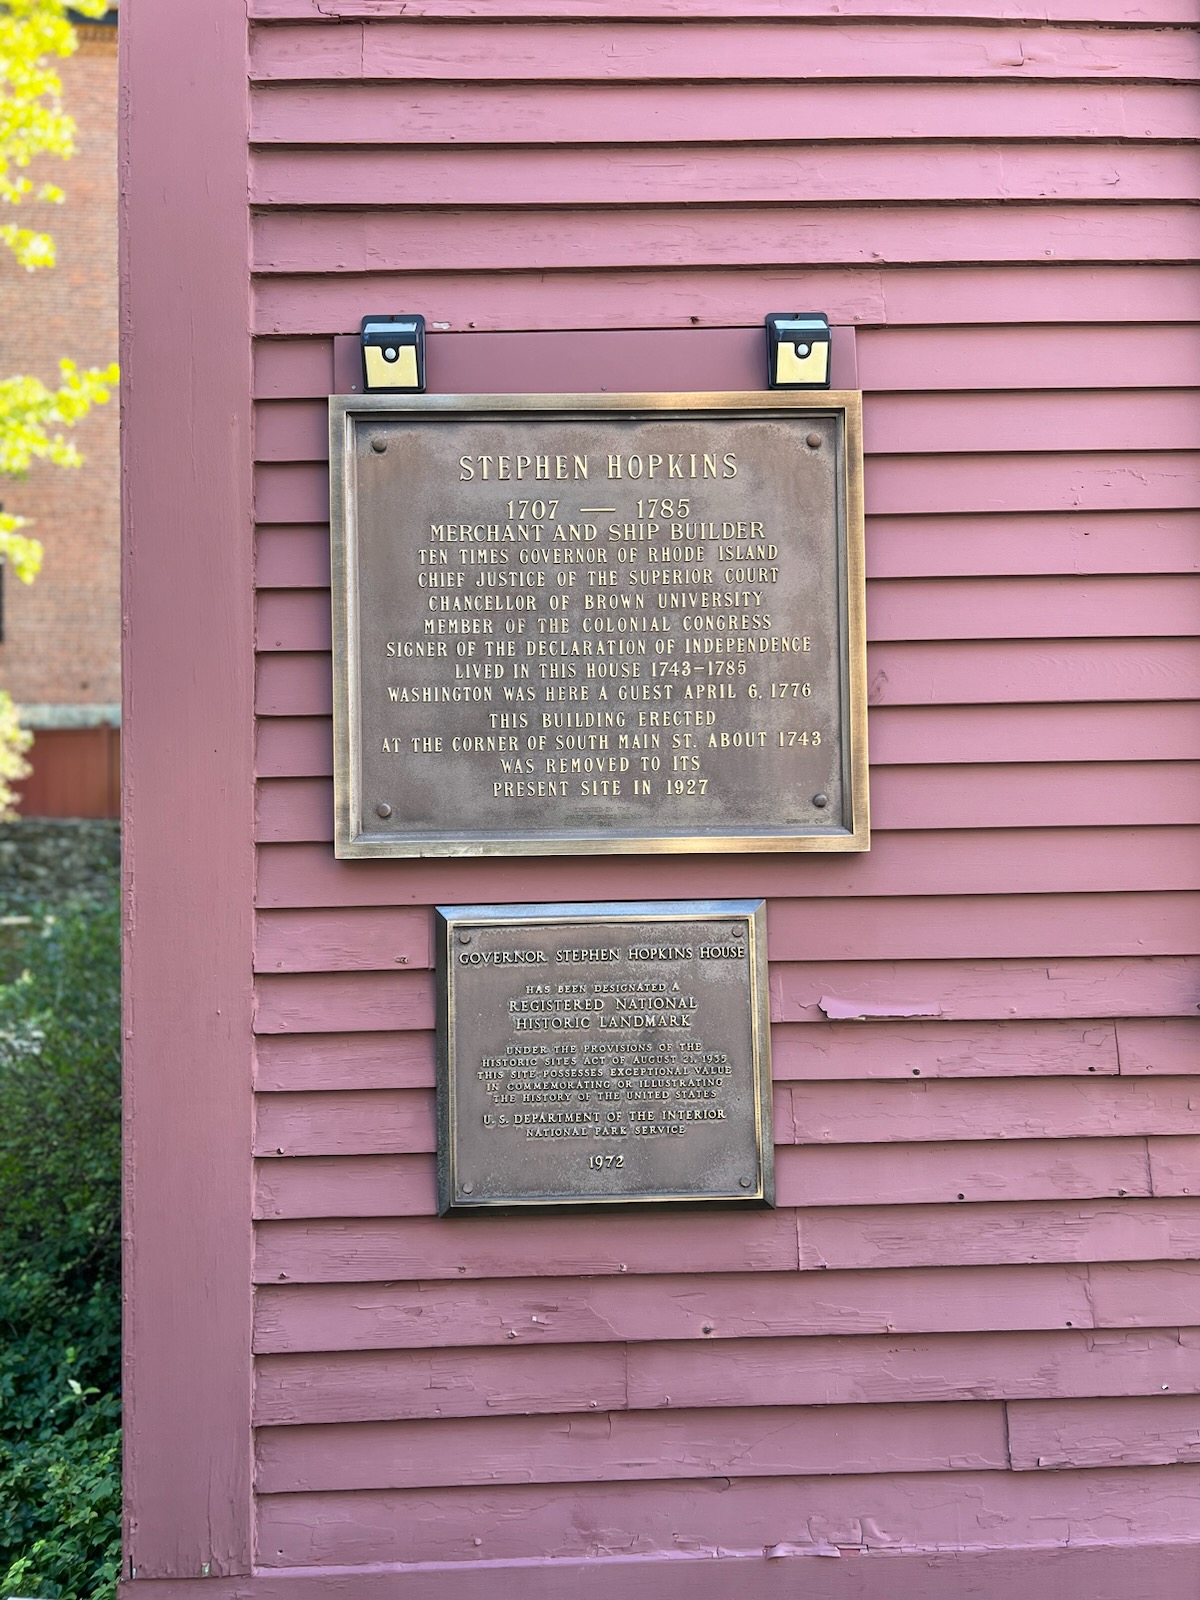 STEPHEN HOPKINS
1707 — 1785
MERCHANT AND SHIP BUILDER
TEN TIMES GOVERNOR OF RHODE ISLAND
CHIEF JUSTICE OF THE SUPERIOR COURT
CHANCELLOR OF BROWN UNIVERSITY
MEMBER OF THE COLONIAL CONGRESS
SIGNER OF THE DECLARATION OF INDEPENDENCE
LIVED IN THIS HOUSE 1743-1785
WASHINGTON WAS HERE A GUEST APRIL 6, 1776
THIS BUILDING ERECTED
AT THE CORNER OF SOUTH MAIN ST. ABOUT 1743
WAS REMOVED TO ITS
PRESENT SITE IN 1927
GOVERNOR STEPHEN HOPKINS HOUSE
HAS BEEN DESIGNATED A
REGISTERED NATIONAL
HISTORIC LANDMARK
UNDER THE PROVISIONS OF THE
HISTORIC SITES ACT OF AUGUST 21, 1935
THIS SITE POSSESSES EXCEPTIONAL VALUE
IN COMMEMORATING OR ILLUSTRATING
THE HISTORY OF THE UNITED STATES
U.S. DEPARTMENT OF THE INTERIOR
NATIONAL PARK SERVICE
1972